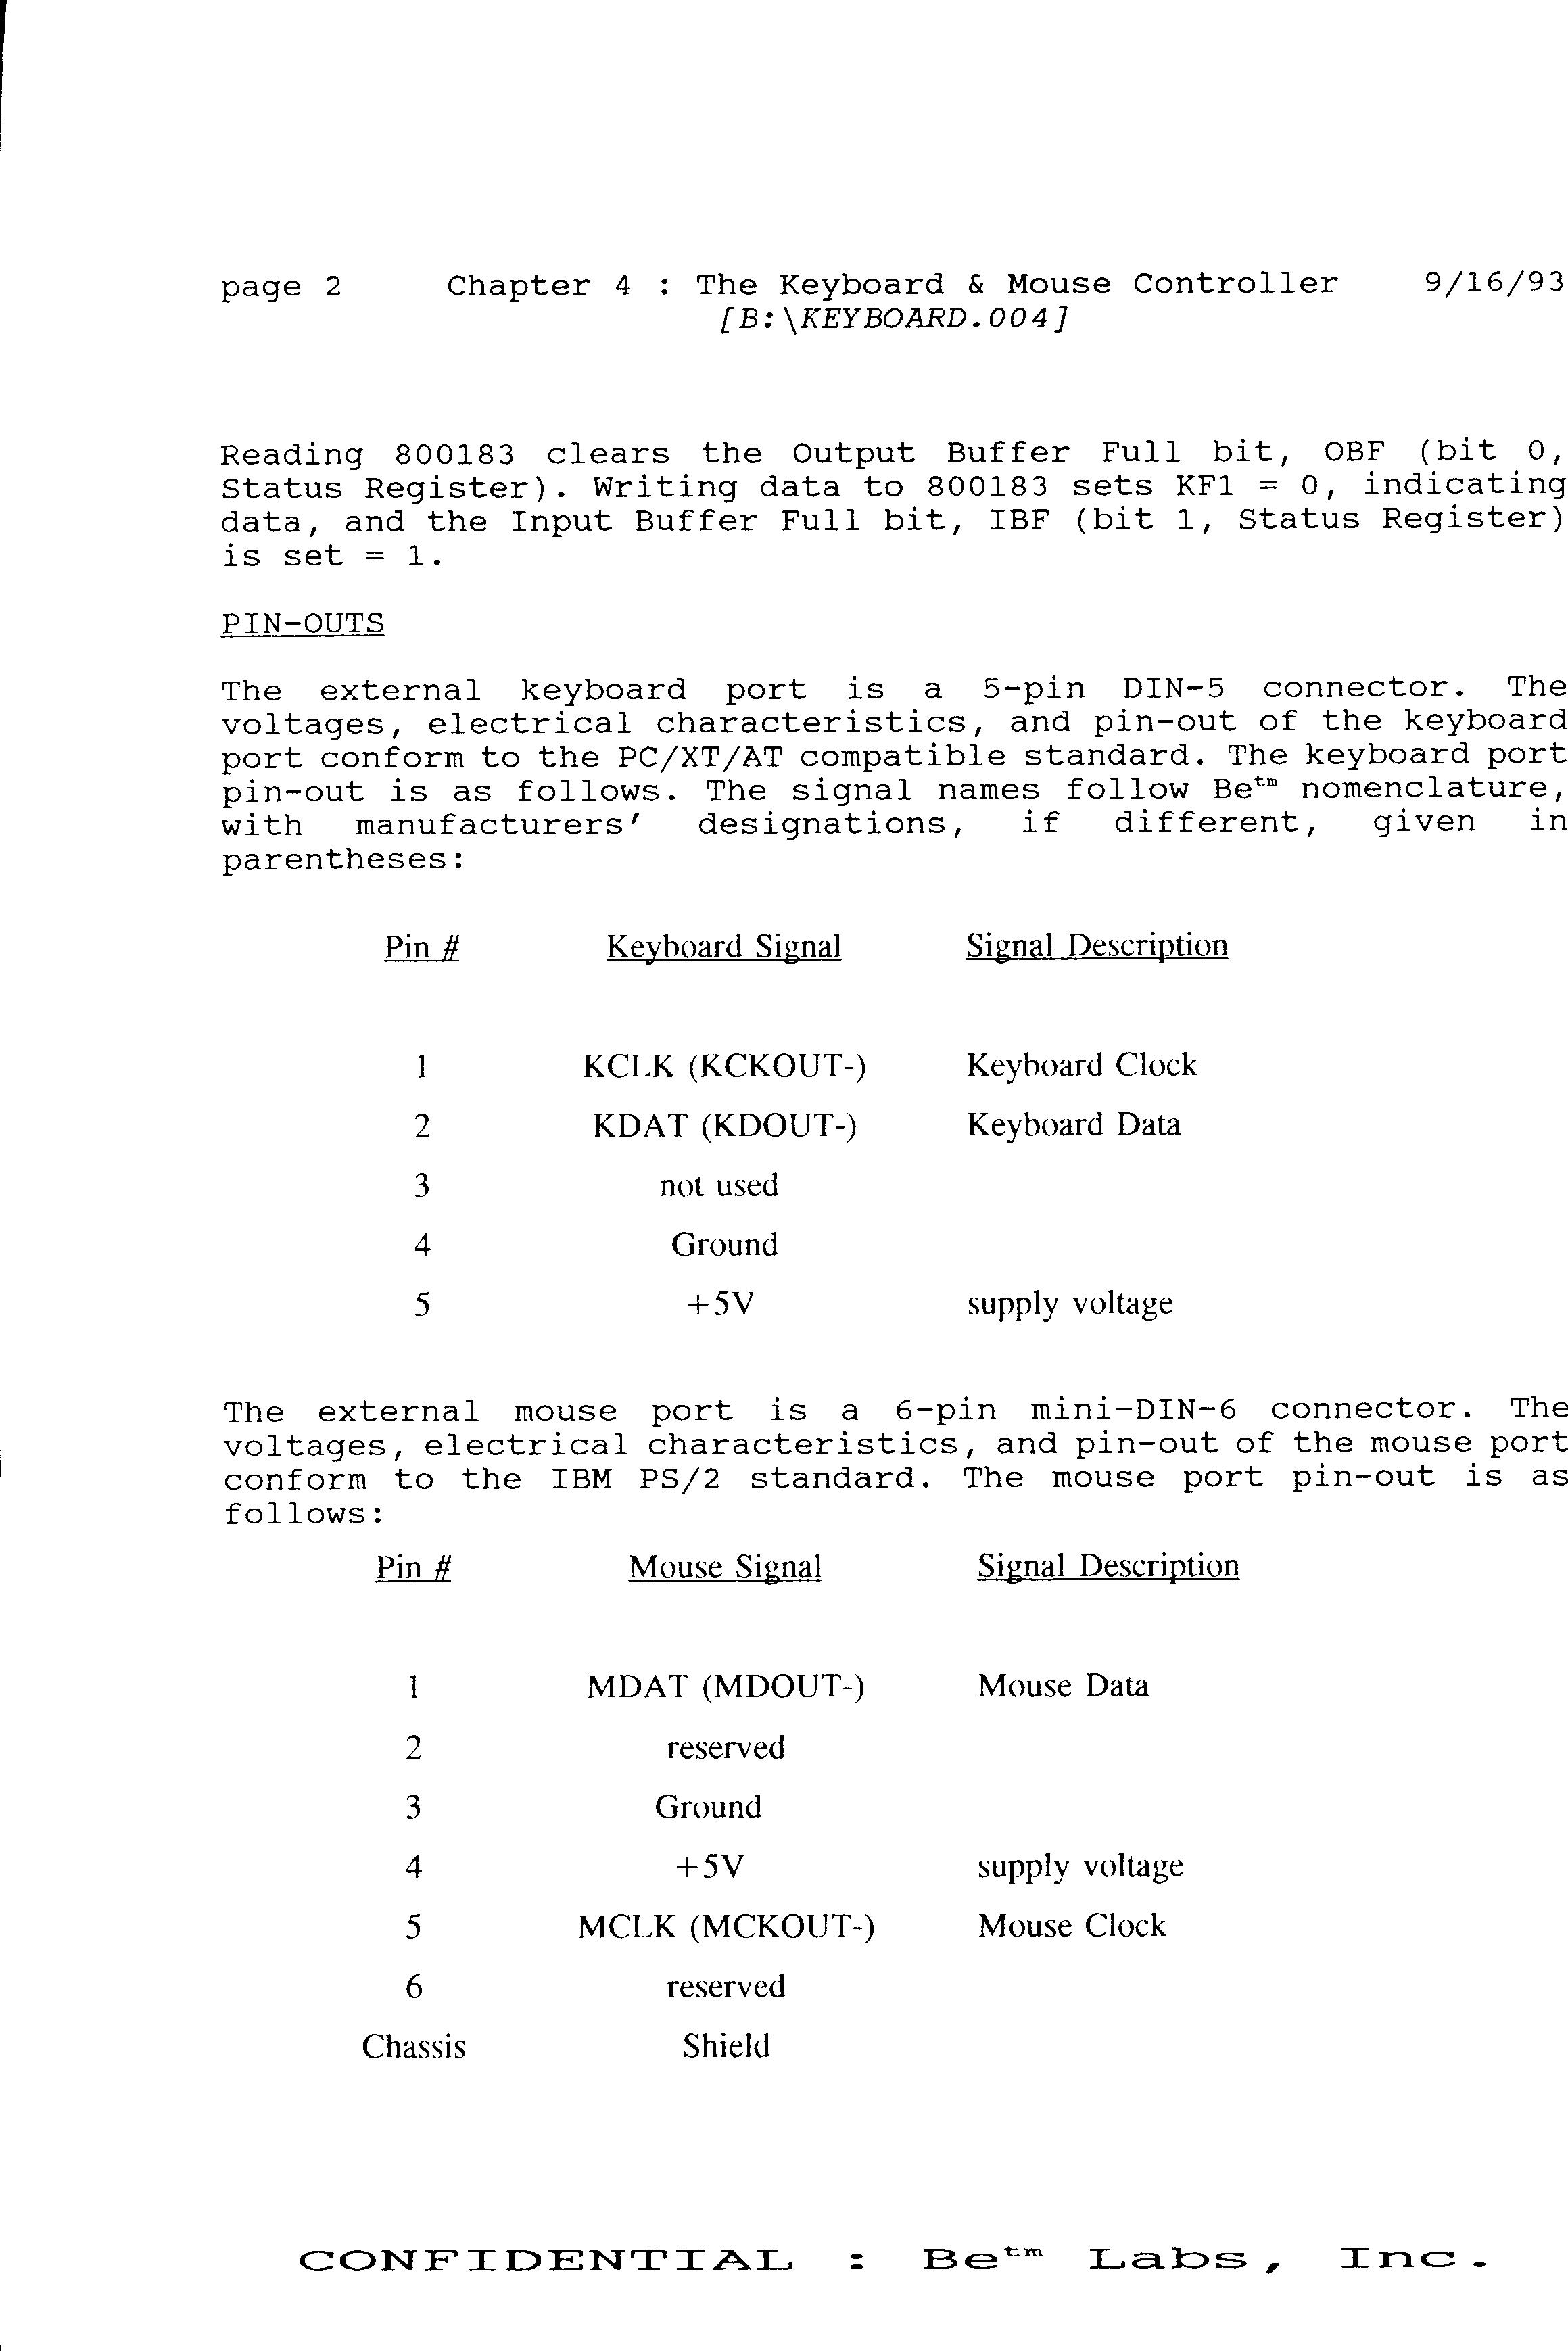 page 2 Chapter 4 : The Keyboard & Mouse Controller 9/16/93
[B:\KEYBOARD.004]
Reading 800183 clears the Output Buffer Full bit, OBF (bit 0,
Status Register). Writing data to 800183 sets KF1 = 0, indicating
data, and the Input Buffer Full bit, IBF (bit 1, Status Register)
is set = 1.
PIN-OUTS
The external keyboard port is a 5-pin DIN-5 connector. The
voltages, electrical characteristics, and pin-out of the keyboard
port conform to the PC/XT/AT compatible standard. The keyboard port
pin-out is as follows. The signal names follow Be™ nomenclature,
with manufacturers' designations, if different, given in
parentheses:
Pin # Keyboard Signal Signal Description
1 KCLK (KCKOUT-) Keyboard Clock
2 KDAT (KDOUT-) Keyboard Data
3 not used
4 Ground
5 +5V supply voltage
The external mouse port is a 6-pin mini-DIN-6 connector. The
voltages, electrical characteristics, and pin-out of the mouse port
conform to the IBM PS/2 standard. The mouse port pin-out is as
follows:
Pin # Mouse Signal Signal Description
1 MDAT (MDOUT-) Mouse Data
2 reserved
3 Ground
4 +5V supply voltage
5 MCLK (MCKOUT-) Mouse Clock
6 reserved
Chassis Shield
CONFIDENTIAL : Be™ Labs, Inc.